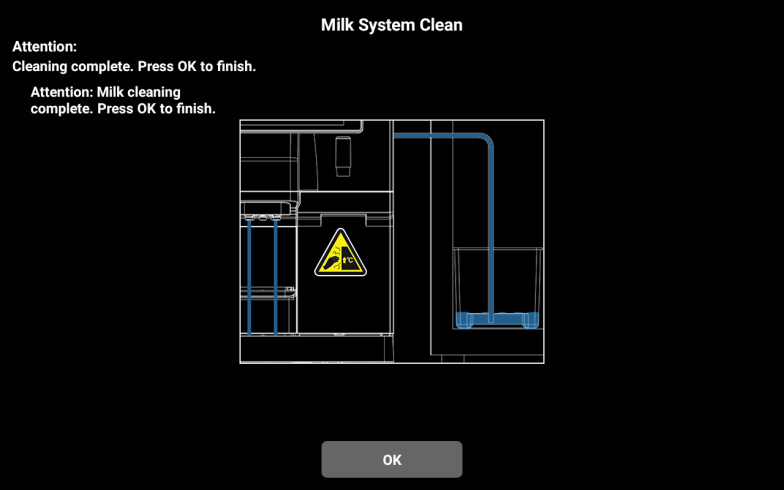 Milk System Clean
Attention:
Cleaning complete. Press OK to finish.
Attention: Milk cleaning
complete. Press OK to finish.
°C
OK